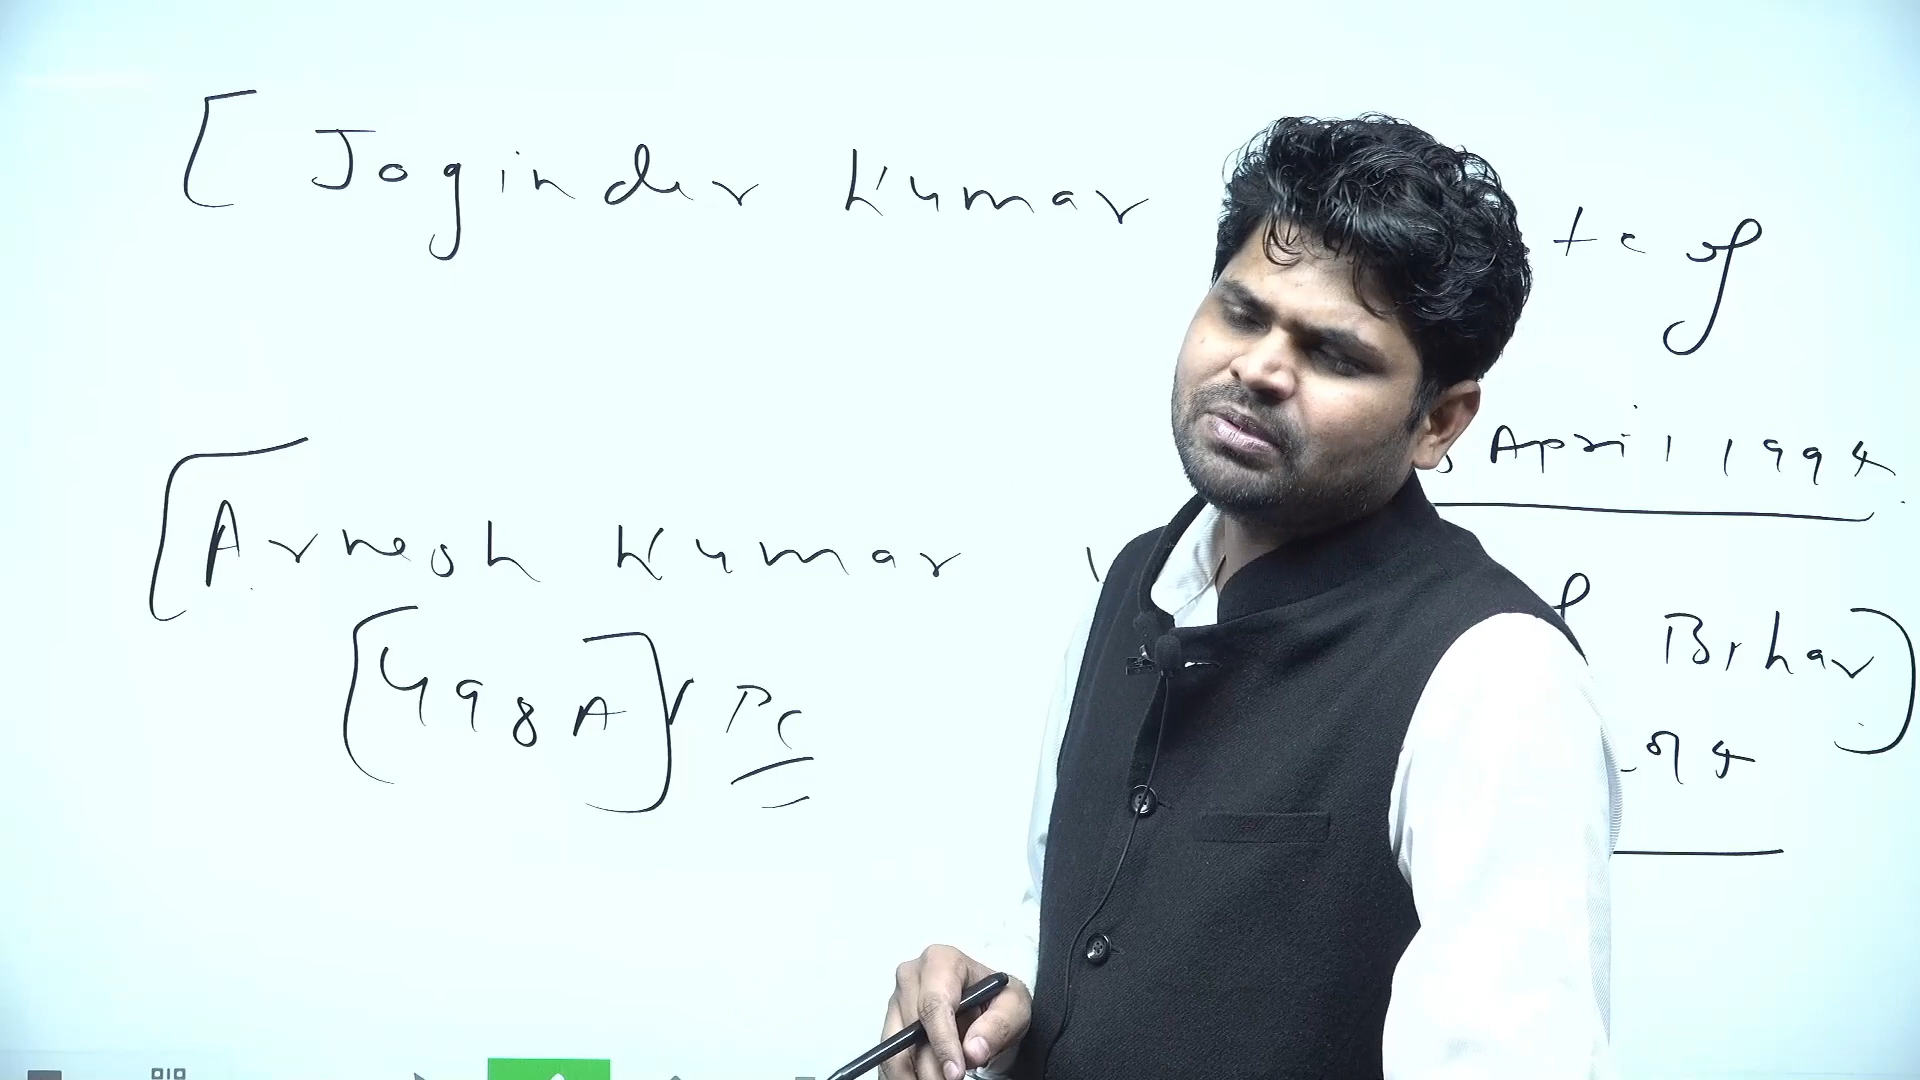 [ Joginder Kumar te of
April 1994
[ Arnesh Kumar v
[498A] IPC Bihar)